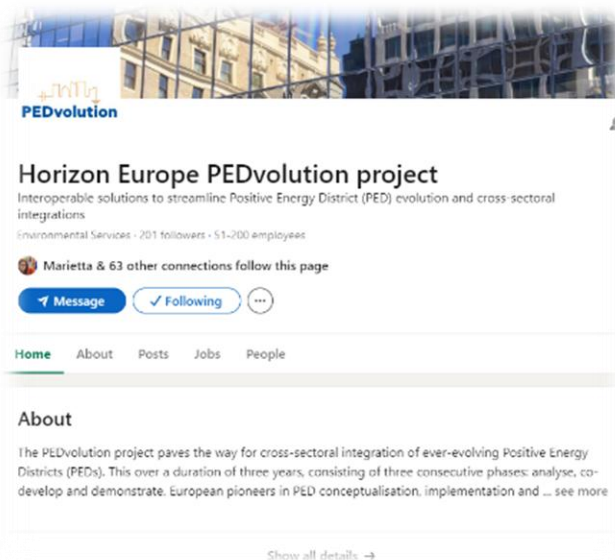 PEDvolution
Horizon Europe PEDvolution project
Interoperable solutions to streamline Positive Energy District (PED) evolution and cross-sectoral
integrations
Environmental Services · 201 followers · 51-200 employees
Marietta & 63 other connections follow this page
Message
Following
Home About Posts Jobs People
About
The PEDvolution project paves the way for cross-sectoral integration of ever-evolving Positive Energy
Districts (PEDs). This over a duration of three years, consisting of three consecutive phases: analyse, co-
develop and demonstrate. European pioneers in PED conceptualisation, implementation and ... see more
Show all details →